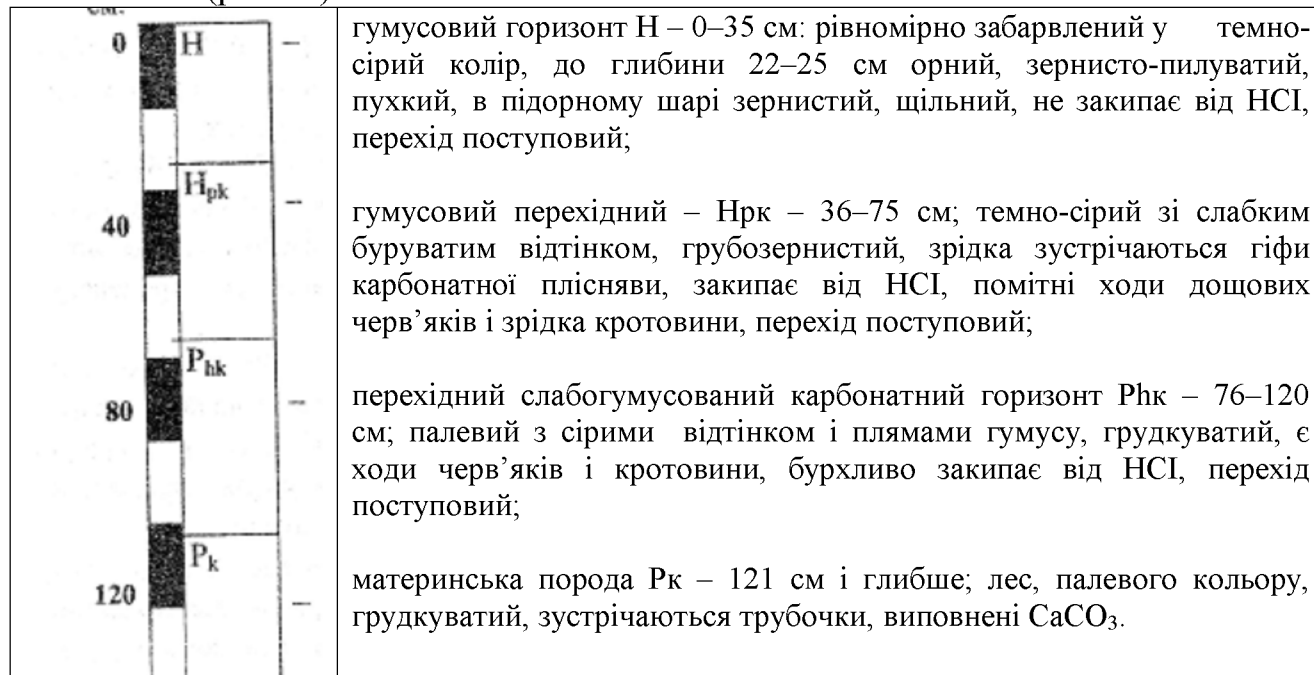 0
H
40
Hpk
80
Phk
120
Pk
гумусовий горизонт Н – 0–35 см: рівномірно забарвлений у темно-
сірий колір, до глибини 22–25 см орний, зернисто-пилуватий,
пухкий, в підорному шарі зернистий, щільний, не закипає від НСІ,
перехід поступовий;
гумусовий перехідний – Нрк – 36–75 см; темно-сірий зі слабким
буруватим відтінком, грубозернистий, зрідка зустрічаються гіфи
карбонатної плісняви, закипає від НСІ, помітні ходи дощових
черв’яків і зрідка кротовини, перехід поступовий;
перехідний слабогумусований карбонатний горизонт Phк – 76–120
см; палевий з сірими відтінком і плямами гумусу, грудкуватий, є
ходи черв’яків і кротовини, бурхливо закипає від НСІ, перехід
поступовий;
материнська порода Рк – 121 см і глибше; лес, палевого кольору,
грудкуватий, зустрічаються трубочки, виповнені CaCO₃.